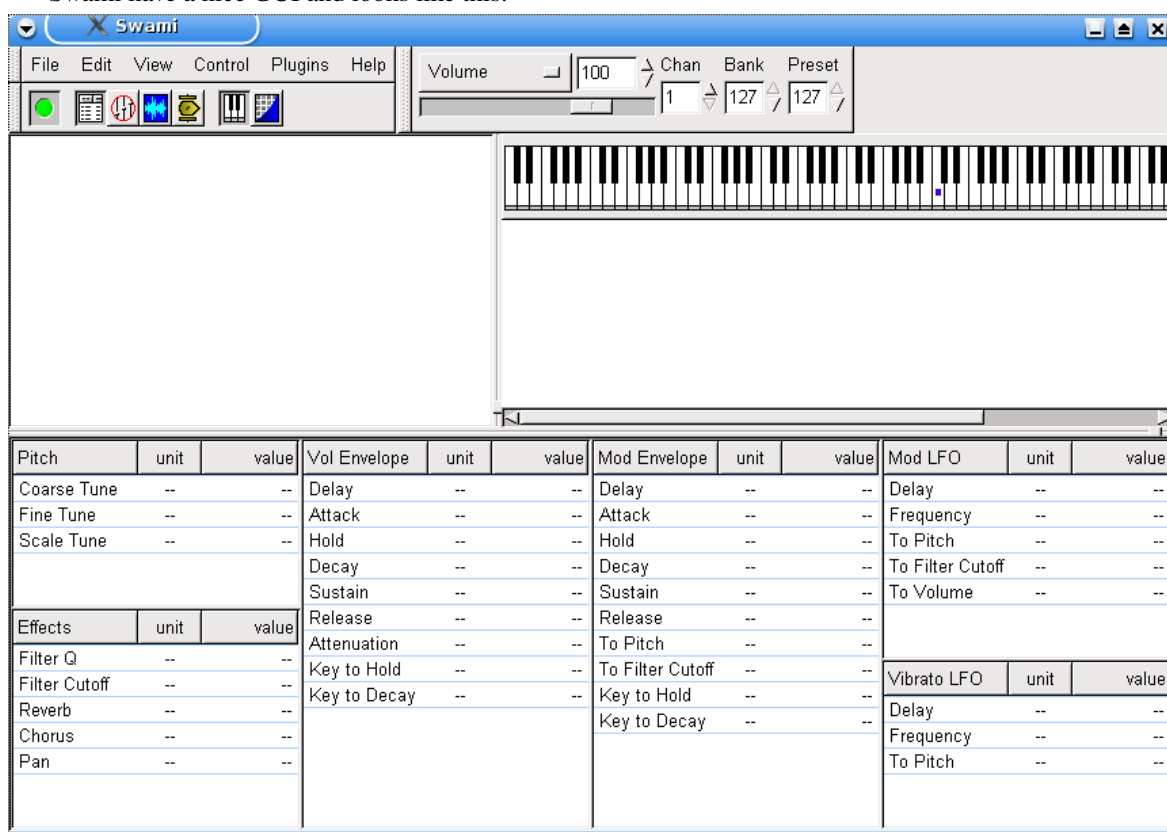 Swami have a nice GUI and looks like this:
Swami
File Edit View Control Plugins Help
Volume 100 Chan Bank Preset
1 127 127
Pitch unit value
Coarse Tune -- --
Fine Tune -- --
Scale Tune -- --
Effects unit value
Filter Q -- --
Filter Cutoff -- --
Reverb -- --
Chorus -- --
Pan -- --
Vol Envelope unit value
Delay -- --
Attack -- --
Hold -- --
Decay -- --
Sustain -- --
Release -- --
Attenuation -- --
Key to Hold -- --
Key to Decay -- --
Mod Envelope unit value
Delay -- --
Attack -- --
Hold -- --
Decay -- --
Sustain -- --
Release -- --
To Pitch -- --
To Filter Cutoff -- --
Key to Hold -- --
Key to Decay -- --
Mod LFO unit value
Delay -- --
Frequency -- --
To Pitch -- --
To Filter Cutoff -- --
To Volume -- --
Vibrato LFO unit value
Delay -- --
Frequency -- --
To Pitch -- --